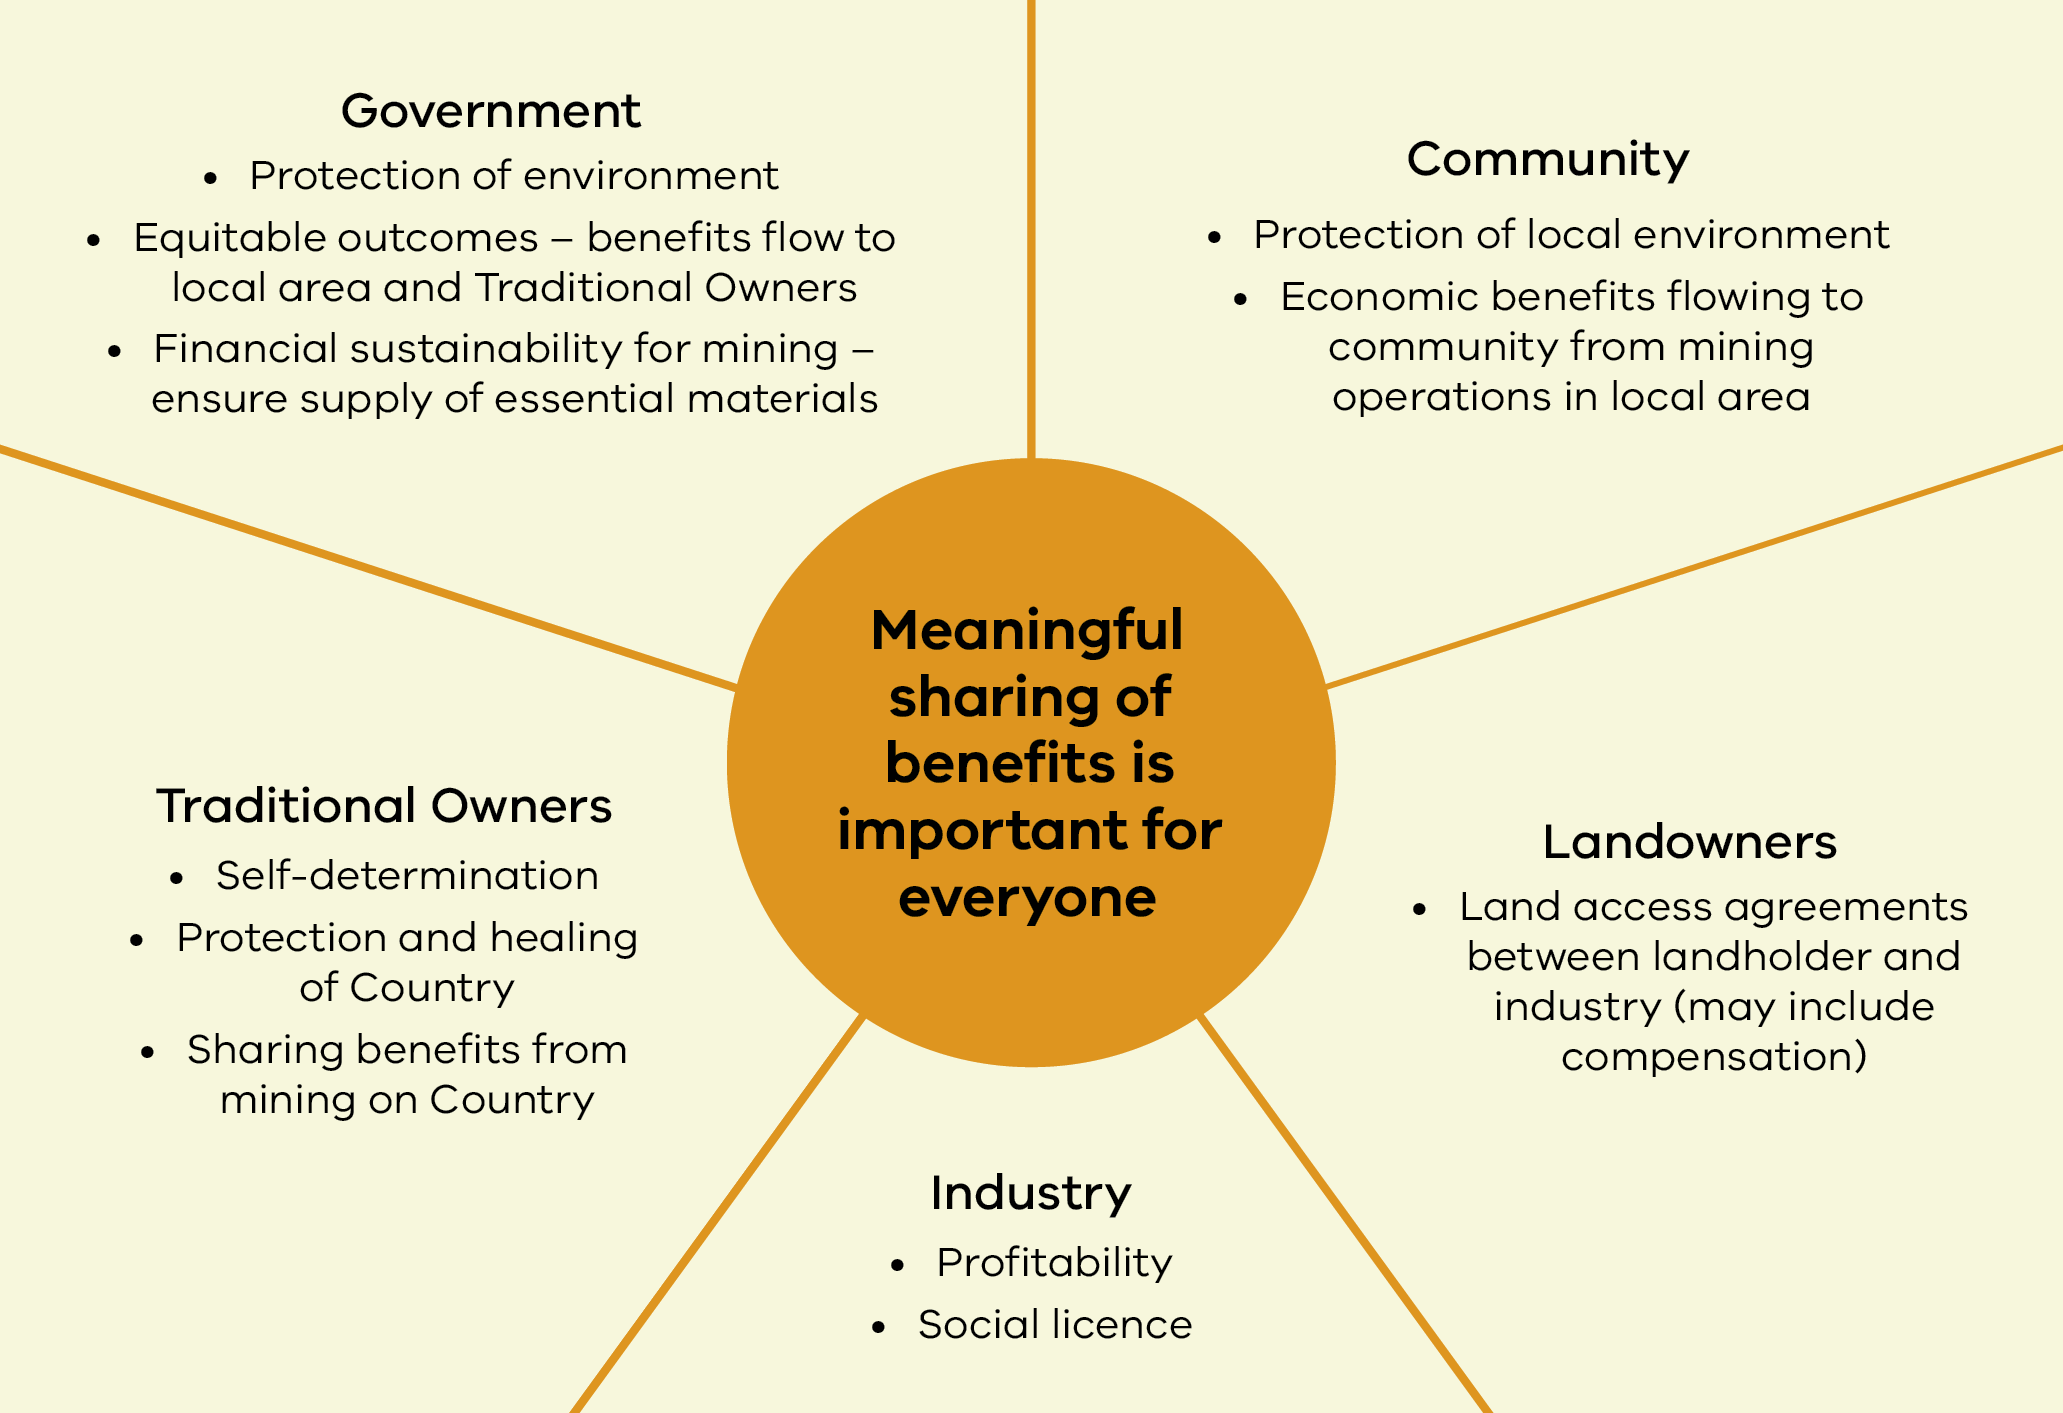 Government
• Protection of environment
• Equitable outcomes – benefits flow to
local area and Traditional Owners
• Financial sustainability for mining –
ensure supply of essential materials
Community
• Protection of local environment
• Economic benefits flowing to
community from mining
operations in local area
Meaningful
sharing of
benefits is
important for
everyone
Traditional Owners
• Self-determination
• Protection and healing
of Country
• Sharing benefits from
mining on Country
Landowners
• Land access agreements
between landholder and
industry (may include
compensation)
Industry
• Profitability
• Social licence